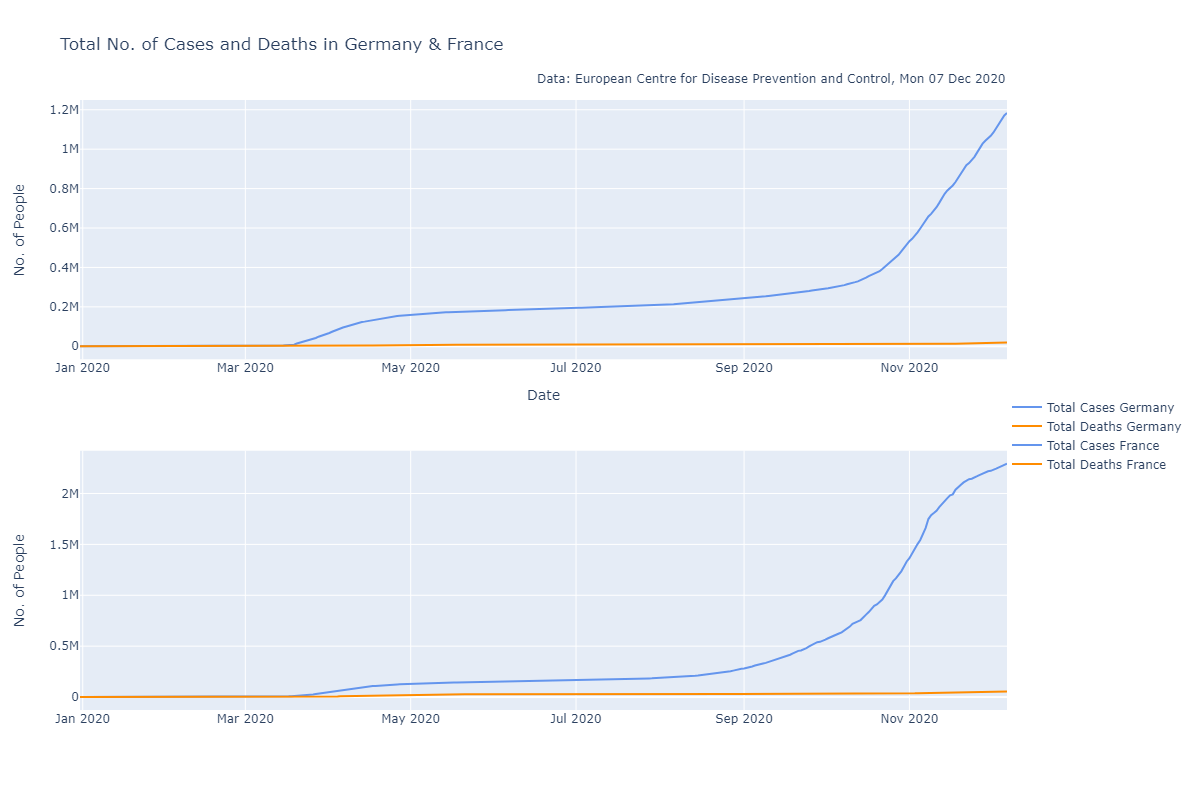 Total No. of Cases and Deaths in Germany & France
Data: European Centre for Disease Prevention and Control, Mon 07 Dec 2020
No. of People
1.2M
1M
0.8M
0.6M
0.4M
0.2M
0
Jan 2020 Mar 2020 May 2020 Jul 2020 Sep 2020 Nov 2020
Date
Total Cases Germany
Total Deaths Germany
Total Cases France
Total Deaths France
No. of People
2M
1.5M
1M
0.5M
0
Jan 2020 Mar 2020 May 2020 Jul 2020 Sep 2020 Nov 2020